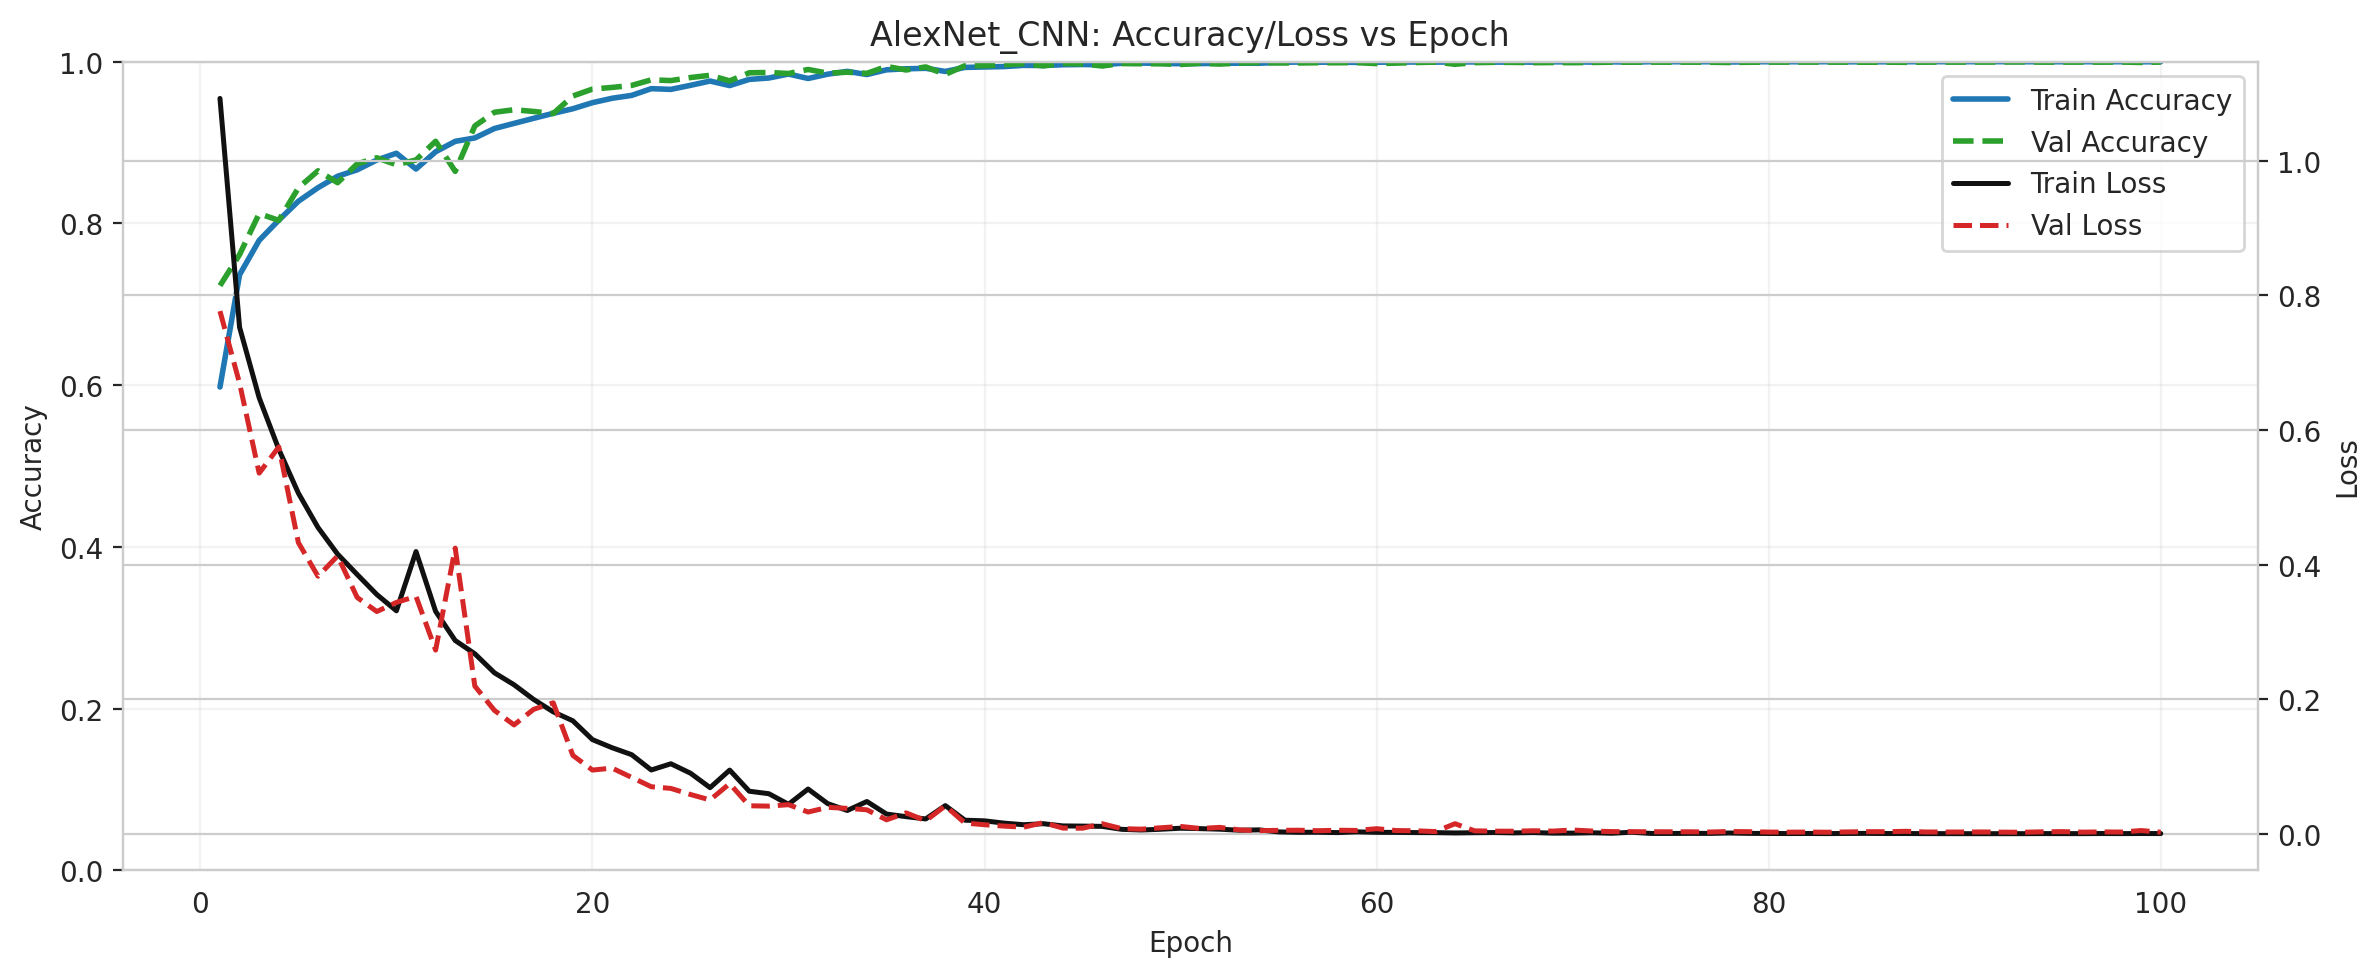 AlexNet_CNN: Accuracy/Loss vs Epoch
1.0
0.8
0.6
0.4
0.2
0.0
Accuracy
Train Accuracy
Val Accuracy
Train Loss
Val Loss
1.0
0.8
0.6
0.4
0.2
0.0
Loss
0 20 40 60 80 100
Epoch